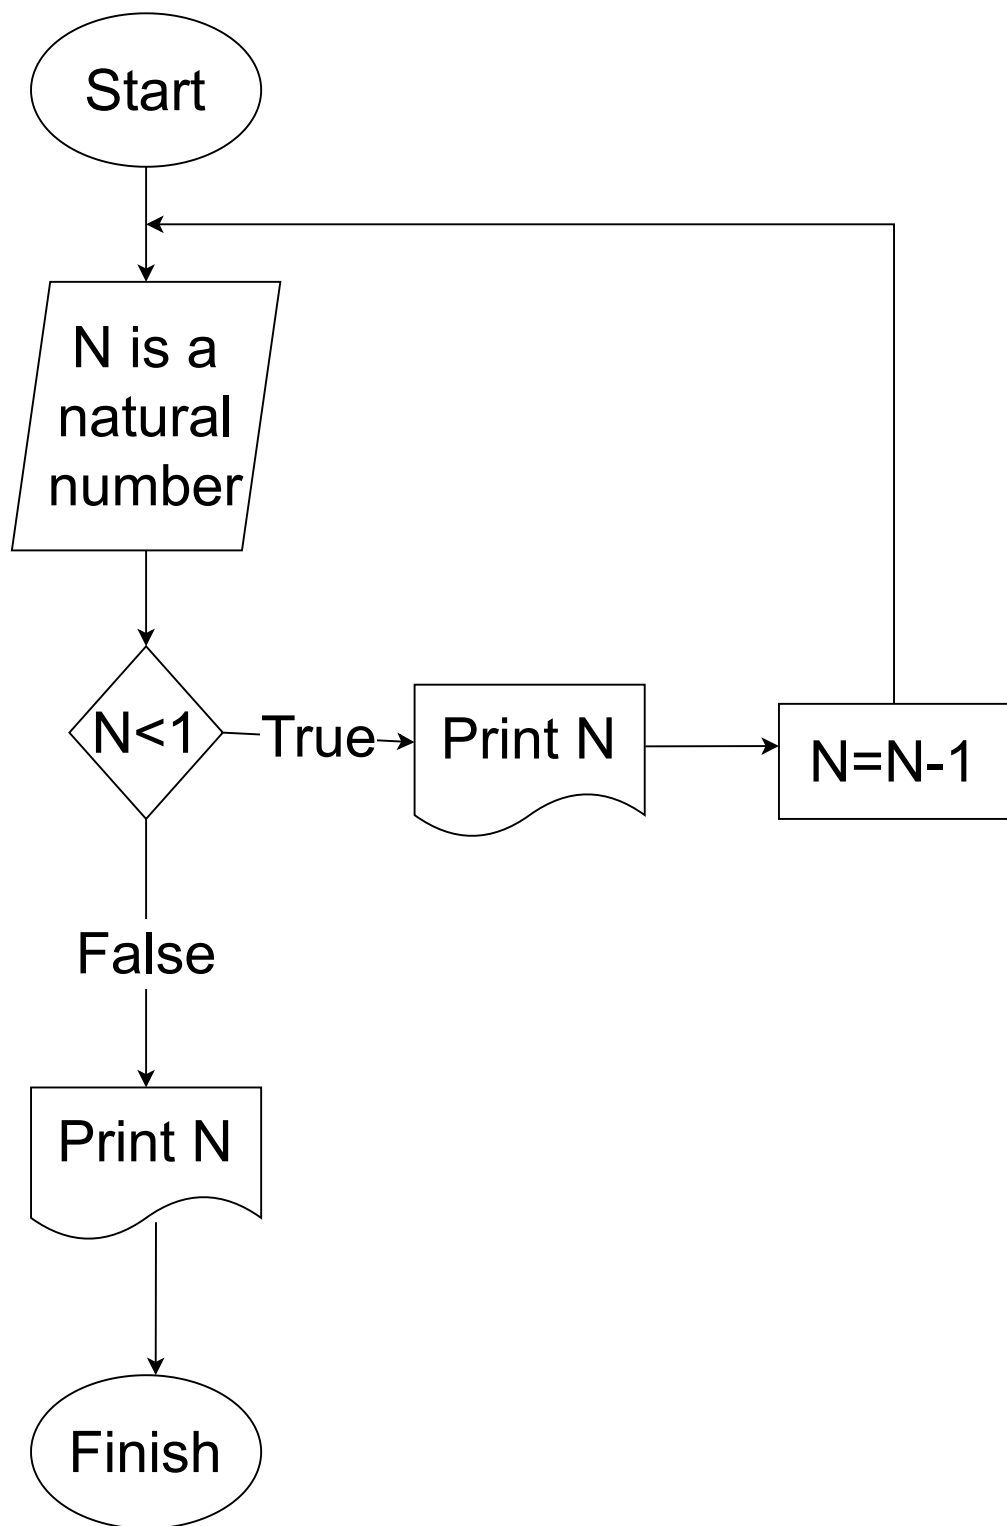 Start
N is a
natural
number
N<1
True
Print N
N=N-1
False
Print N
Finish